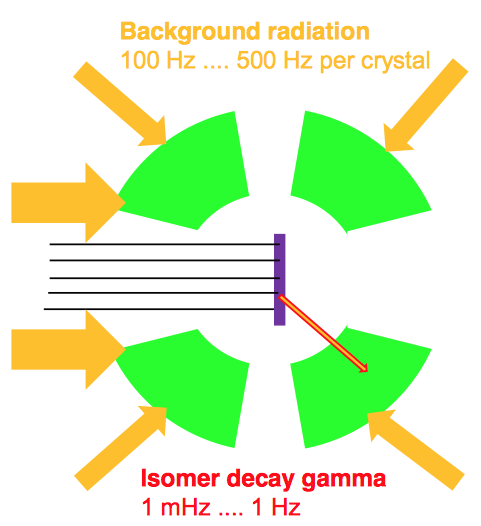 Background radiation
100 Hz .... 500 Hz per crystal
Isomer decay gamma
1 mHz .... 1 Hz